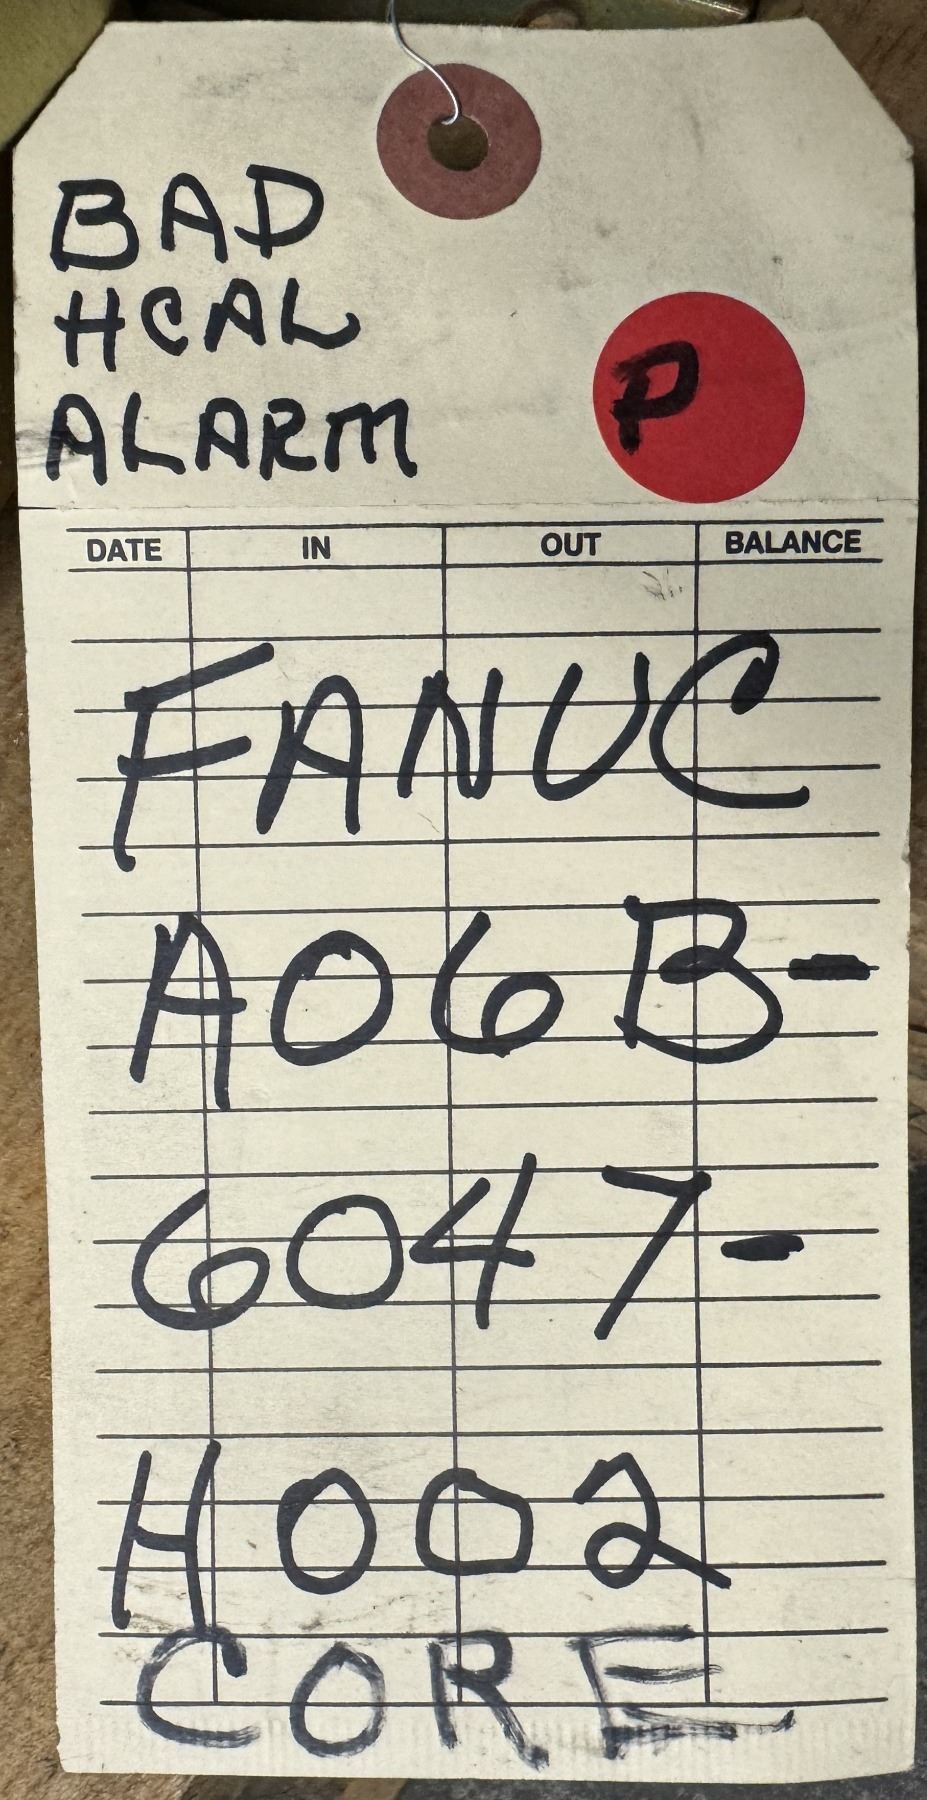 BAD
HCAL
ALARM
P
DATE IN OUT BALANCE
FANUC
A06B-
6047-
H002
CORE